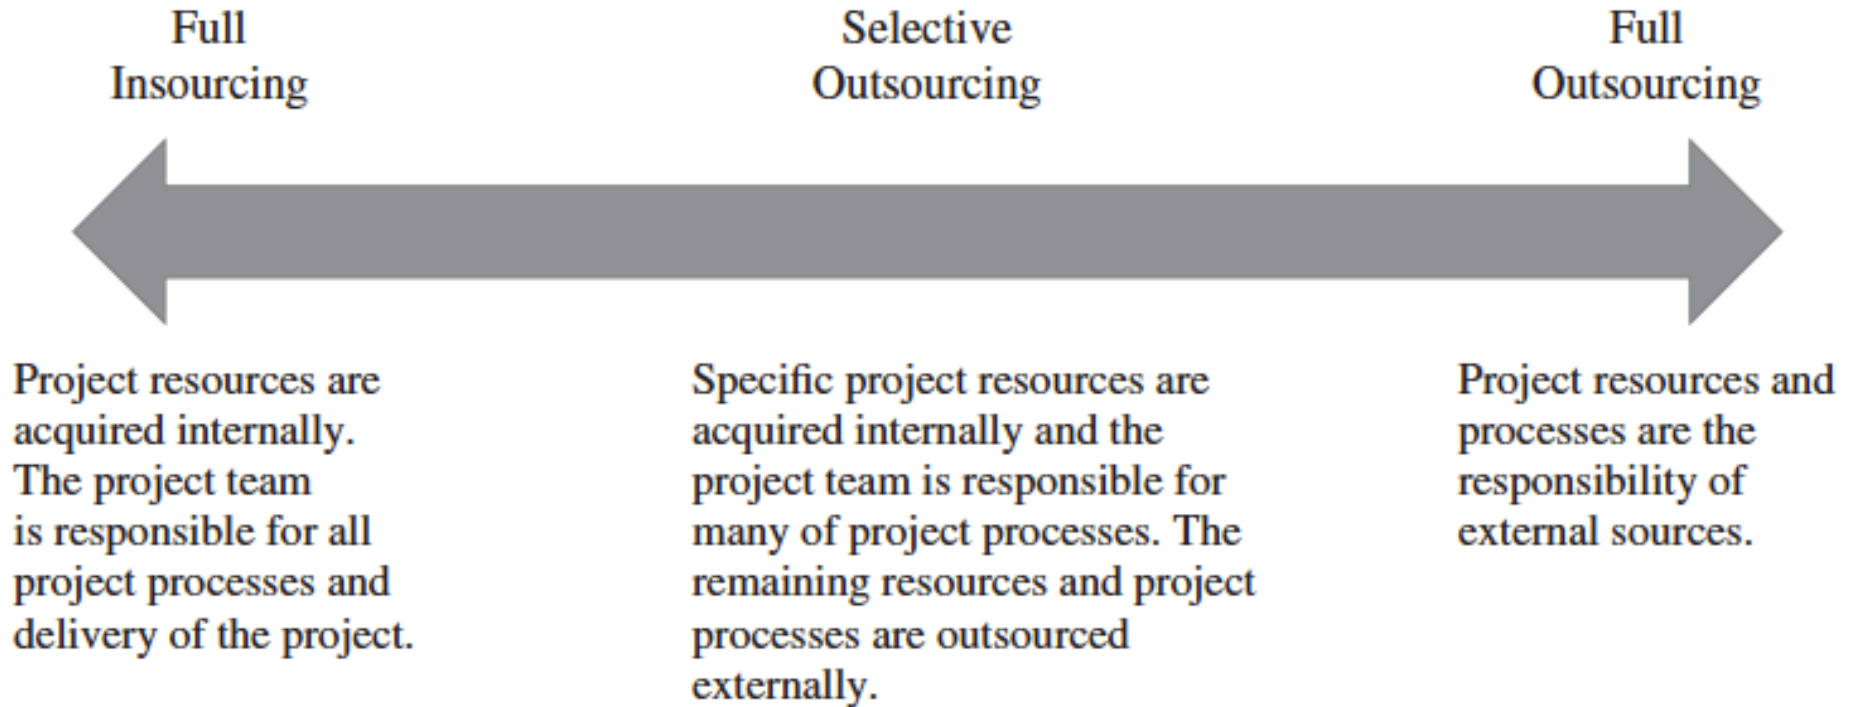 Full
Insourcing
Selective
Outsourcing
Full
Outsourcing
Project resources are
acquired internally.
The project team
is responsible for all
project processes and
delivery of the project.
Specific project resources are
acquired internally and the
project team is responsible for
many of project processes. The
remaining resources and project
processes are outsourced
externally.
Project resources and
processes are the
responsibility of
external sources.